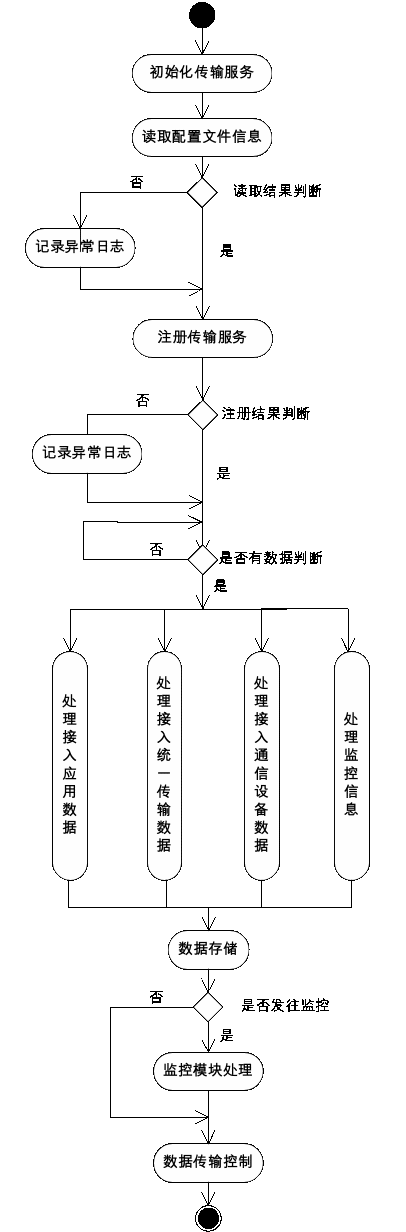 初始化传输服务
读取配置文件信息
否
读取结果判断
记录异常日志
是
注册传输服务
否
注册结果判断
记录异常日志
是
否
是否有数据判断
是
处理接入应用数据
处理接入统一传输数据
处理接入通信设备数据
处理监控信息
数据存储
否
是否发往监控
是
监控模块处理
数据传输控制